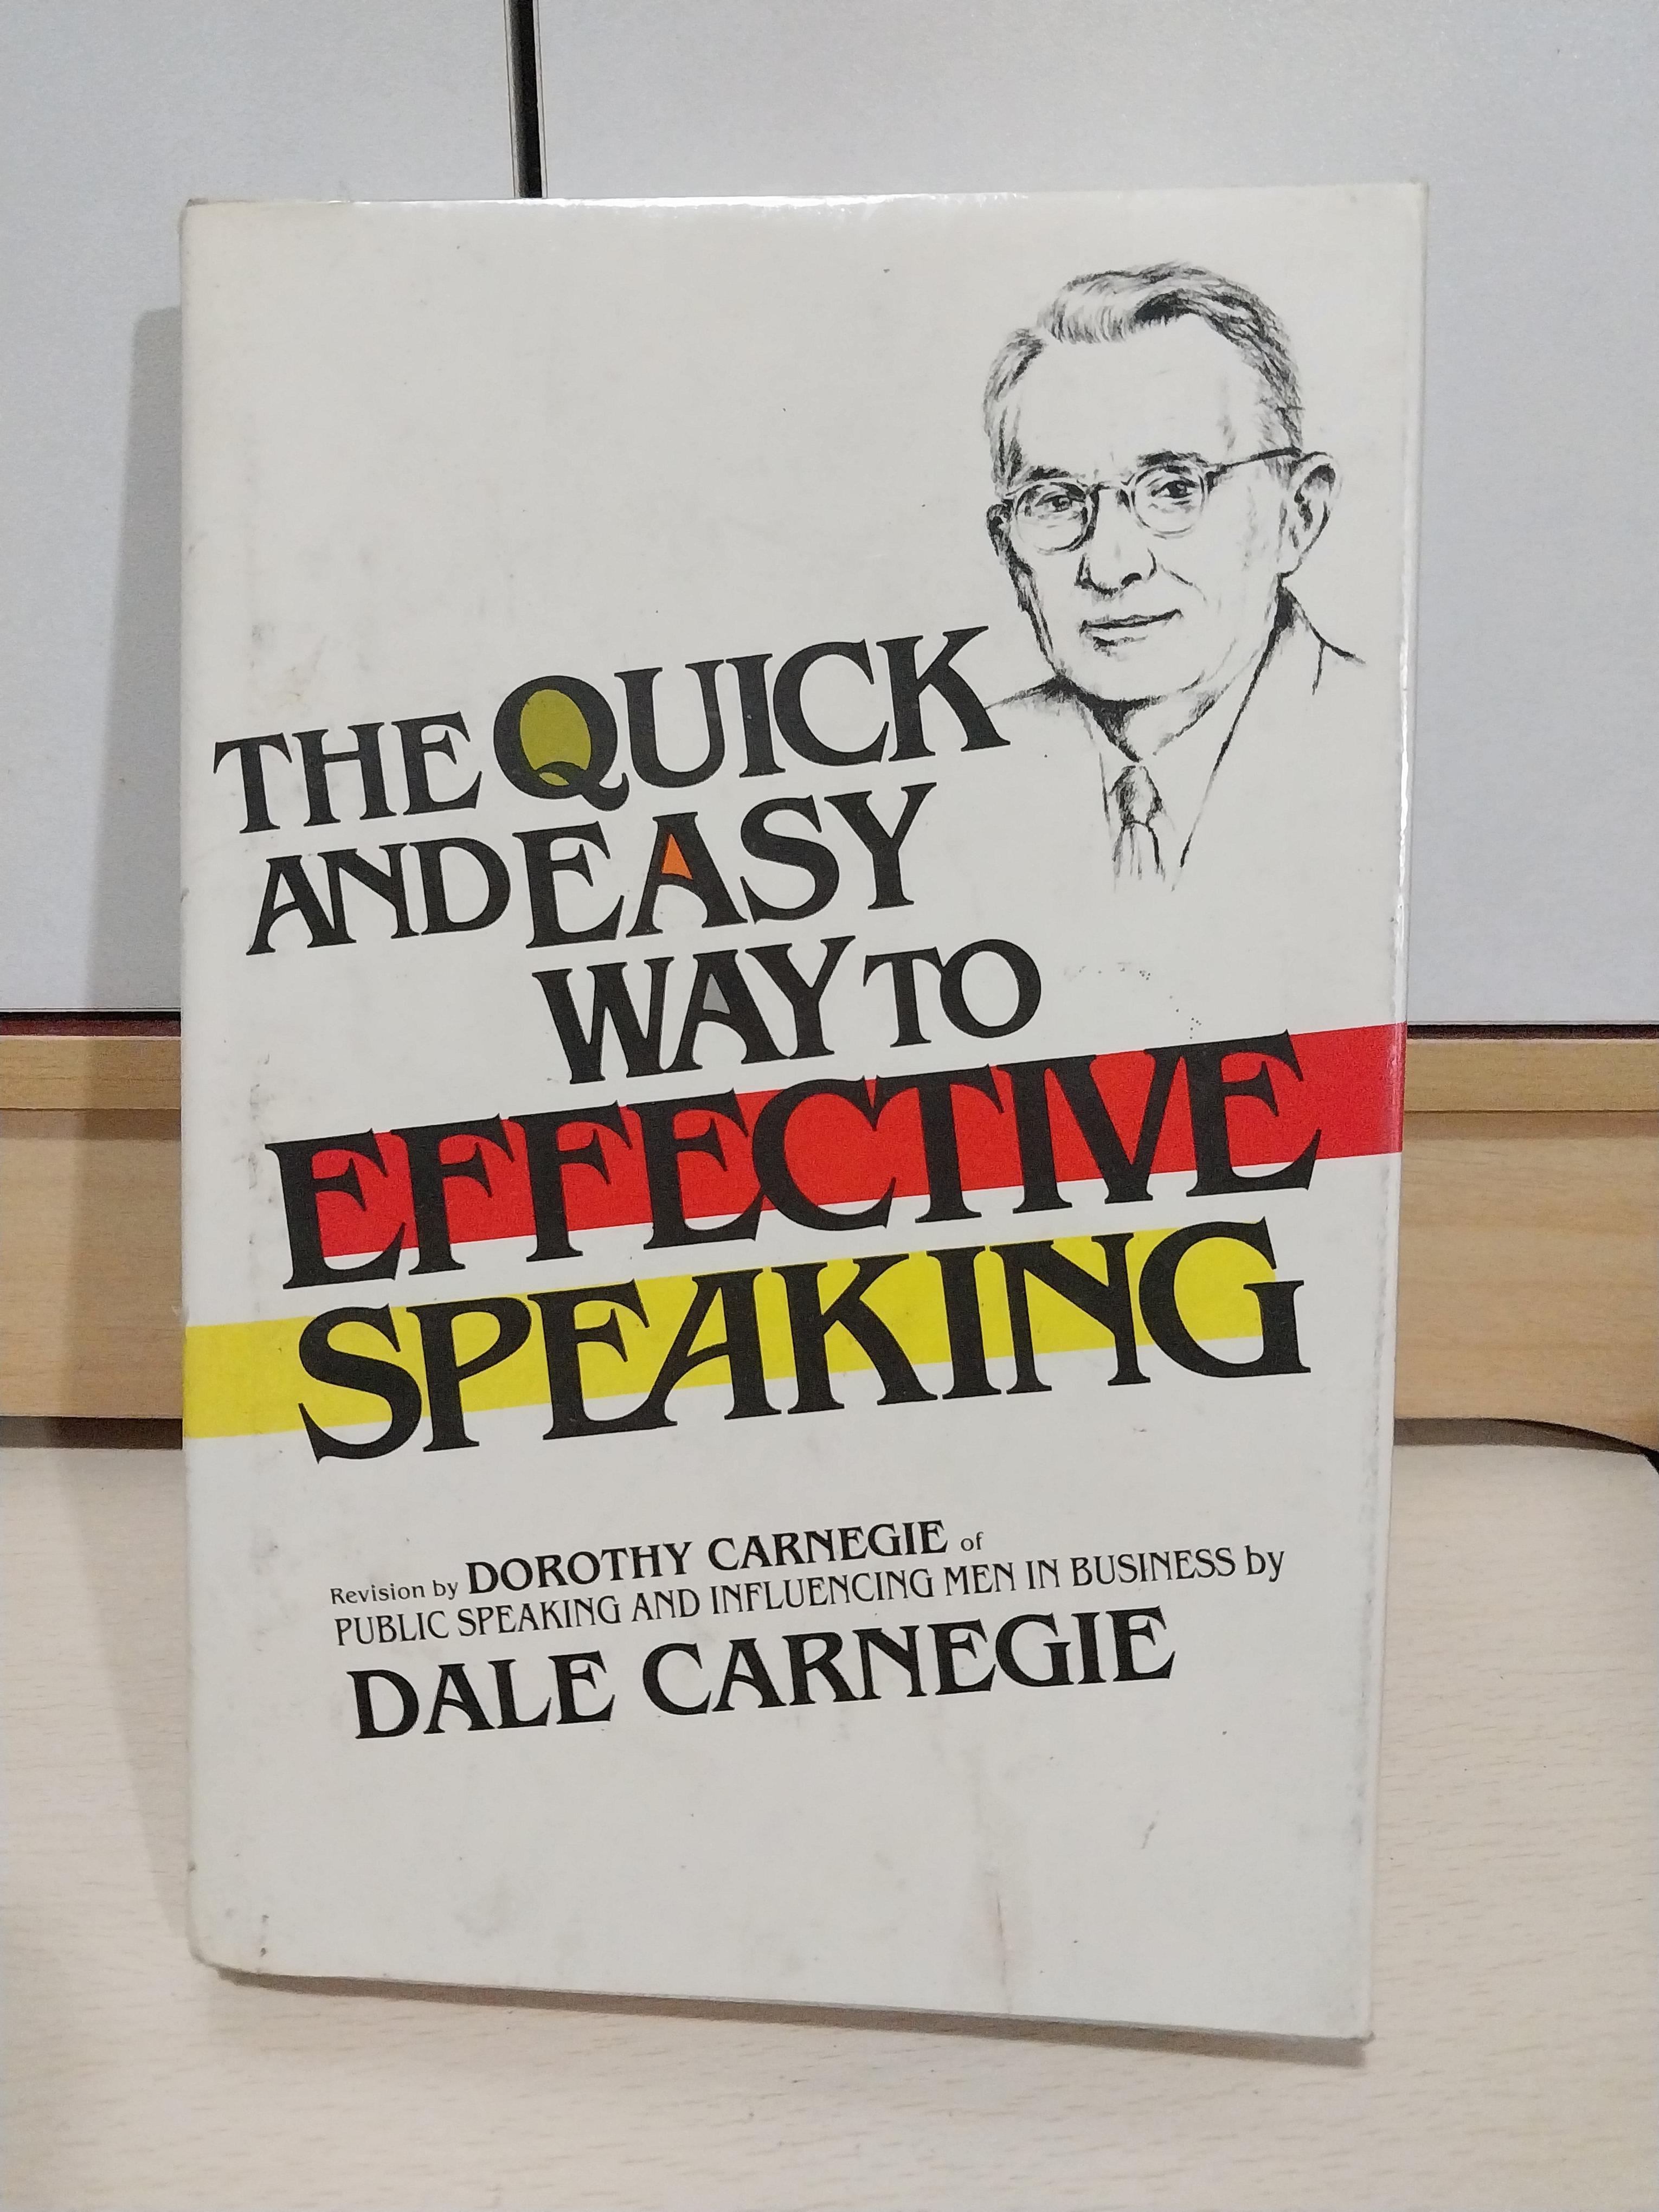 THE QUICK
AND EASY
WAY TO
EFFECTIVE
SPEAKING
Revision by DOROTHY CARNEGIE of
PUBLIC SPEAKING AND INFLUENCING MEN IN BUSINESS by
DALE CARNEGIE